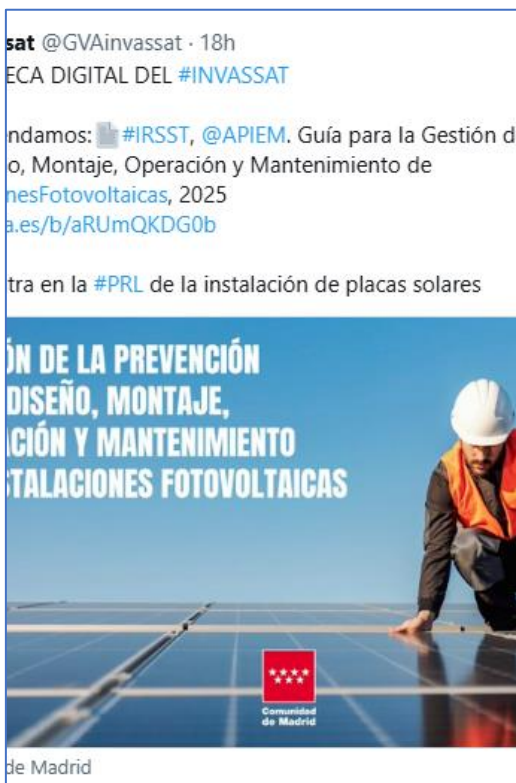 sat @GVAinvassat · 18h
ECA DIGITAL DEL #INVASSAT
ndamos: #IRSST, @APIEM. Guía para la Gestión d
o, Montaje, Operación y Mantenimiento de
nesFotovoltaicas, 2025
a.es/b/aRUmQKDG0b
tra en la #PRL de la instalación de placas solares
ÓN DE LA PREVENCIÓN
DISEÑO, MONTAJE,
ACIÓN Y MANTENIMIENTO
STALACIONES FOTOVOLTAICAS
Comunidad
de Madrid
de Madrid